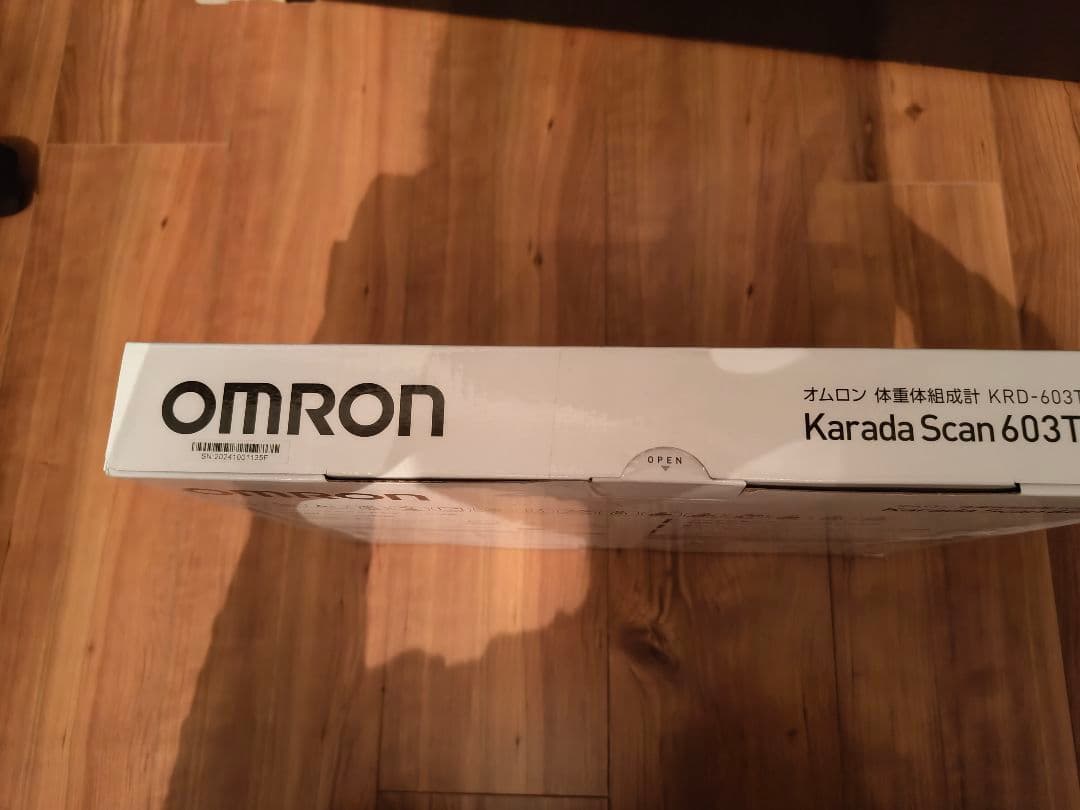 OMRON
SN:20241001135F
オムロン 体重体組成計 KRD-603T
Karada Scan 603T
OPEN
OMRON